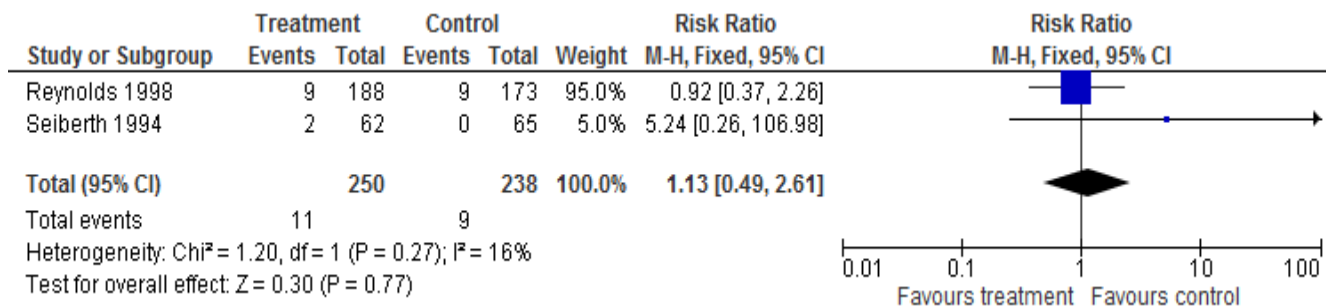 Treatment Control Risk Ratio Risk Ratio
Study or Subgroup Events Total Events Total Weight M-H, Fixed, 95% CI M-H, Fixed, 95% CI
Reynolds 1998 9 188 9 173 95.0% 0.92 [0.37, 2.26]
Seiberth 1994 2 62 0 65 5.0% 5.24 [0.26, 106.98]
Total (95% CI) 250 238 100.0% 1.13 [0.49, 2.61]
Total events 11 9
Heterogeneity: Chi² = 1.20, df = 1 (P = 0.27); I² = 16%
Test for overall effect: Z = 0.30 (P = 0.77)
0.01 0.1 1 10 100
Favours treatment Favours control